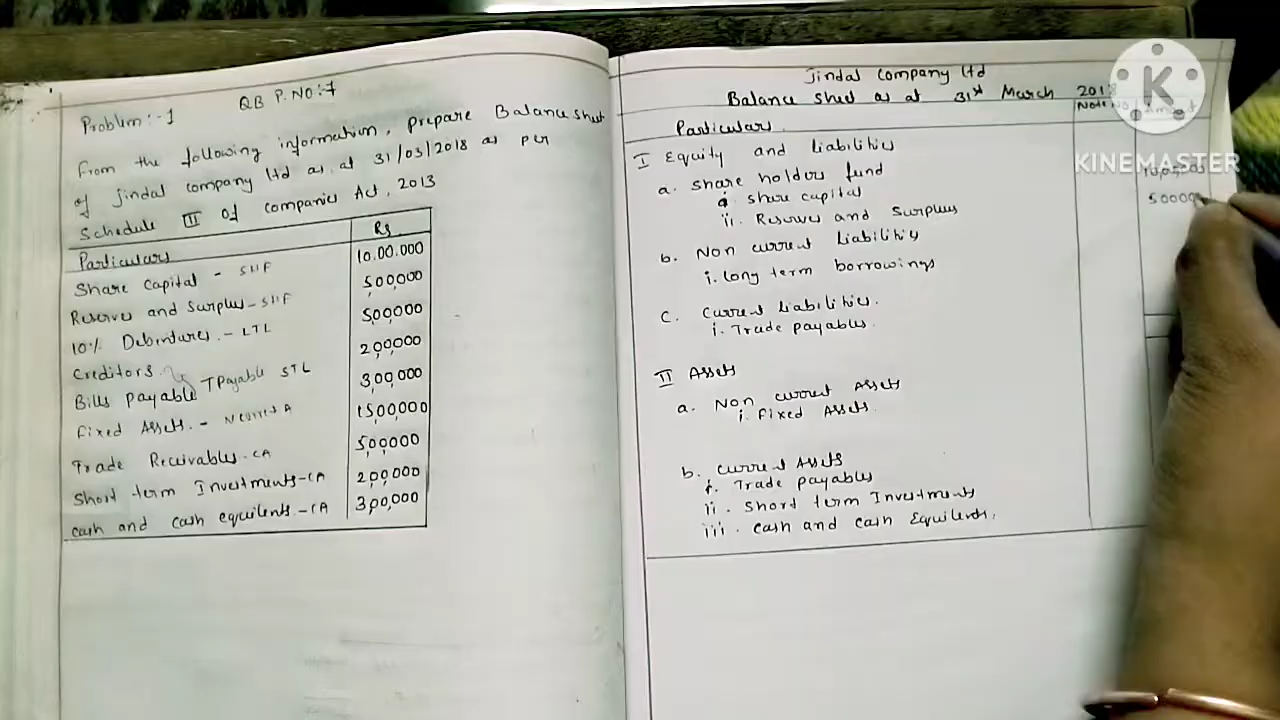 Problem:-1 QB P.NO:-7
From the following information, prepare Balance sheet
of Jindal company Ltd as at 31/03/2018 as per
Schedule III of companies Act, 2013
Particulars Rs
Share Capital - SHF 10,00,000
Reserves and Surplus - SHF 5,00,000
10% Debentures. - LTL 5,00,000
Creditors 2,00,000
Bills Payable TPayable STL 3,00,000
Fixed Assets. - NCurrent A 15,00,000
Trade Receivables - CA 5,00,000
Short term Investments - CA 2,00,000
Cash and cash equilents - CA 3,00,000
Jindal Company Ltd
Balance sheet as at 31st March 2018
Particulars Note No
I Equity and liabilities
a. Share holders fund
i. share capital
ii. Reserves and Surplus 50000
b. Non current Liabilities
i. Long term borrowings
c. Current Liabilities.
i. Trade payables.
II Assets
a. Non current Assets
i. Fixed Assets.
b. Current Assets
i. Trade payables
ii. Short term Investments
iii. Cash and cash Equilents.
K
KINEMASTER